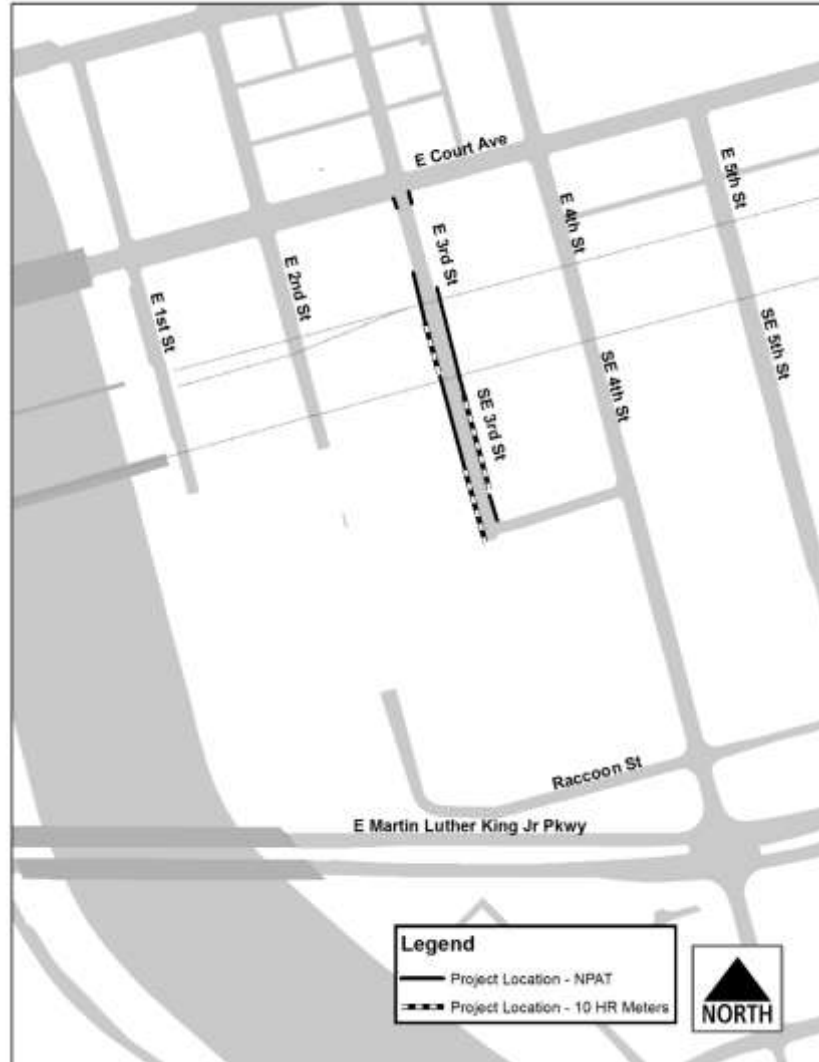 E Court Ave
E 5th St
E 4th St
E 3rd St
E 2nd St
E 1st St
SE 5th St
SE 4th St
SE 3rd St
Raccoon St
E Martin Luther King Jr Pkwy
Legend
Project Location - NPAT
Project Location - 10 HR Meters
NORTH